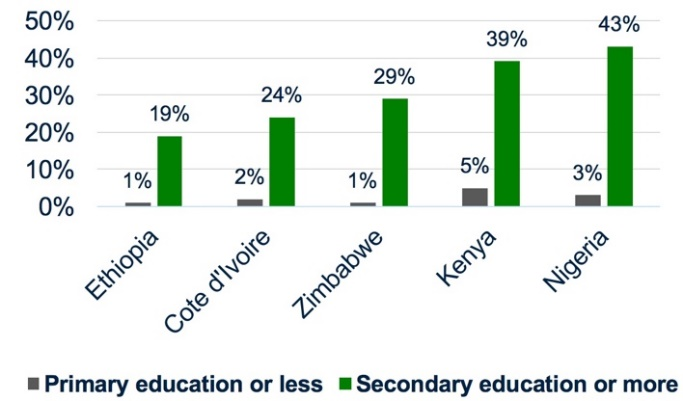 50%
40%
30%
20%
10%
0%
1%
19%
2%
24%
1%
29%
5%
39%
3%
43%
Ethiopia
Cote d'Ivoire
Zimbabwe
Kenya
Nigeria
Primary education or less
Secondary education or more